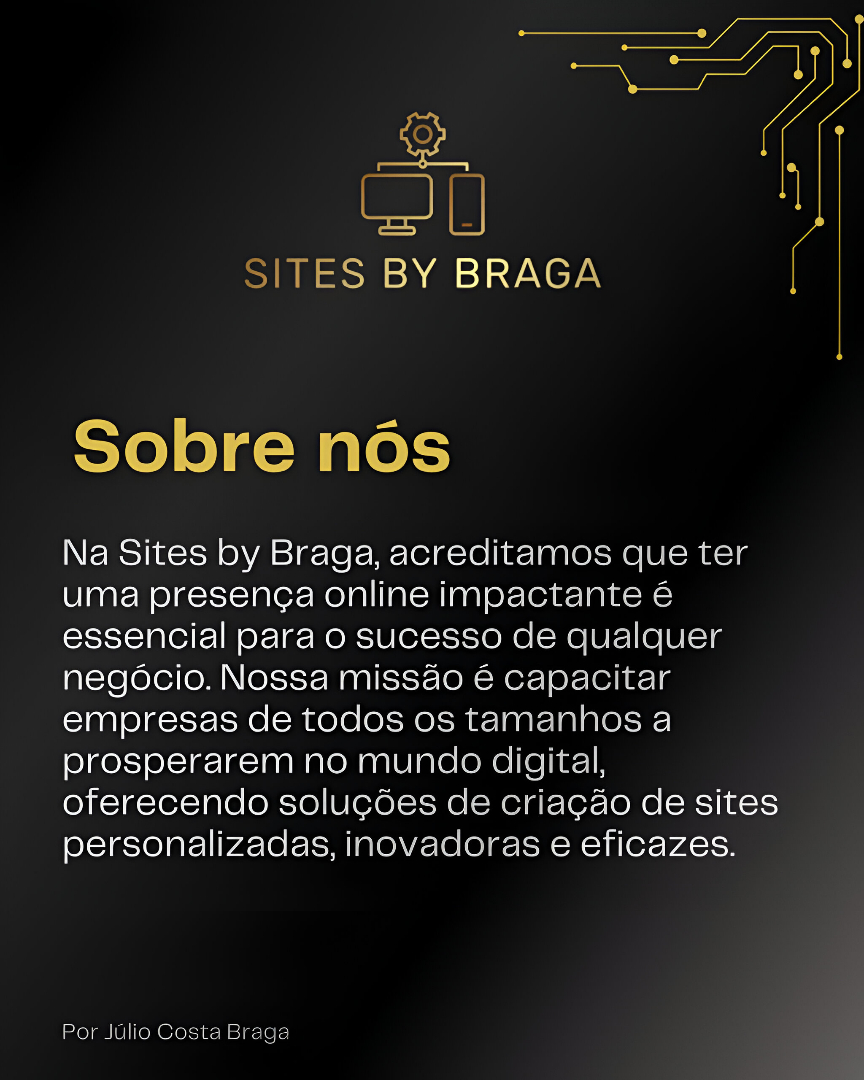 SITES BY BRAGA
Sobre nós
Na Sites by Braga, acreditamos que ter
uma presença online impactante é
essencial para o sucesso de qualquer
negócio. Nossa missão é capacitar
empresas de todos os tamanhos a
prosperarem no mundo digital,
oferecendo soluções de criação de sites
personalizadas, inovadoras e eficazes.
Por Júlio Costa Braga